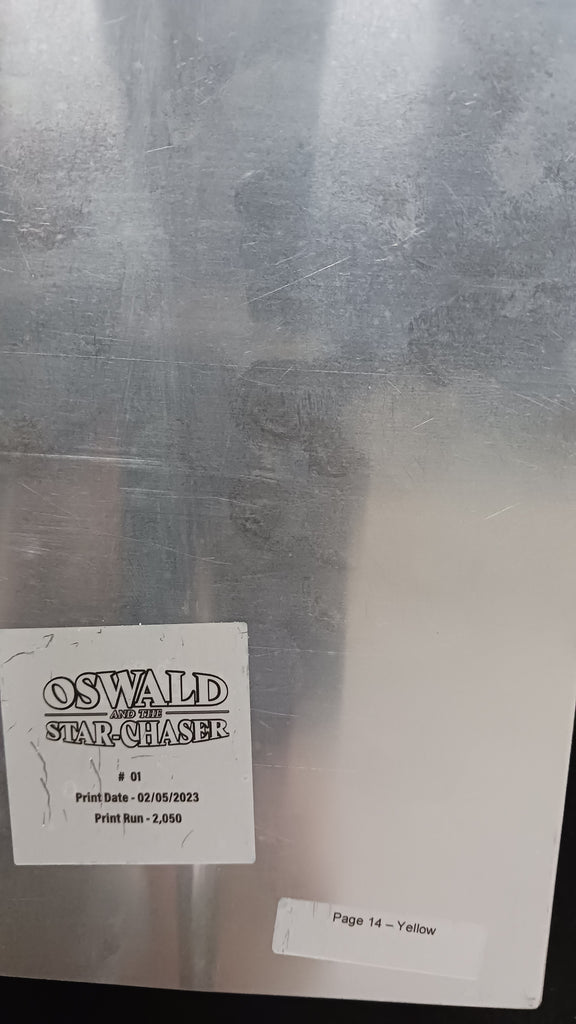 OSWALD
AND THE
STAR-CHASER
# 01
Print Date - 02/05/2023
Print Run - 2,050
Page 14 – Yellow